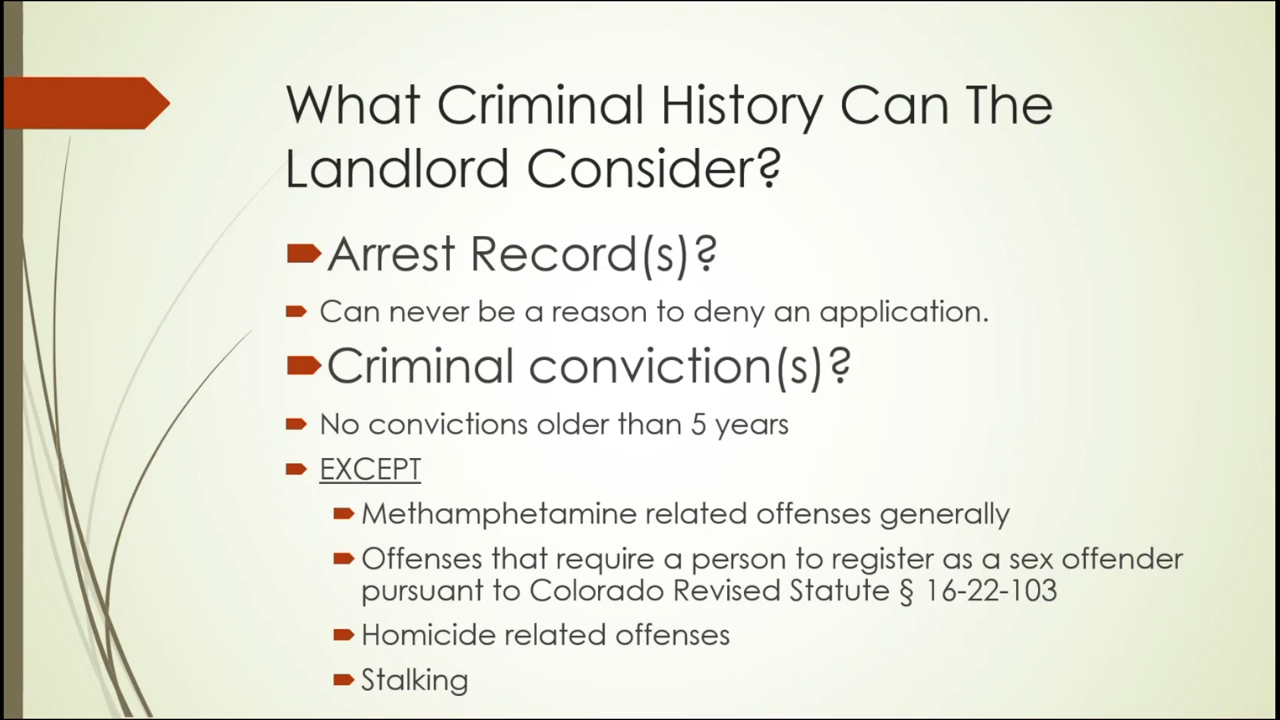 What Criminal History Can The
Landlord Consider?
Arrest Record(s)?
Can never be a reason to deny an application.
Criminal conviction(s)?
No convictions older than 5 years
EXCEPT
Methamphetamine related offenses generally
Offenses that require a person to register as a sex offender
pursuant to Colorado Revised Statute § 16-22-103
Homicide related offenses
Stalking